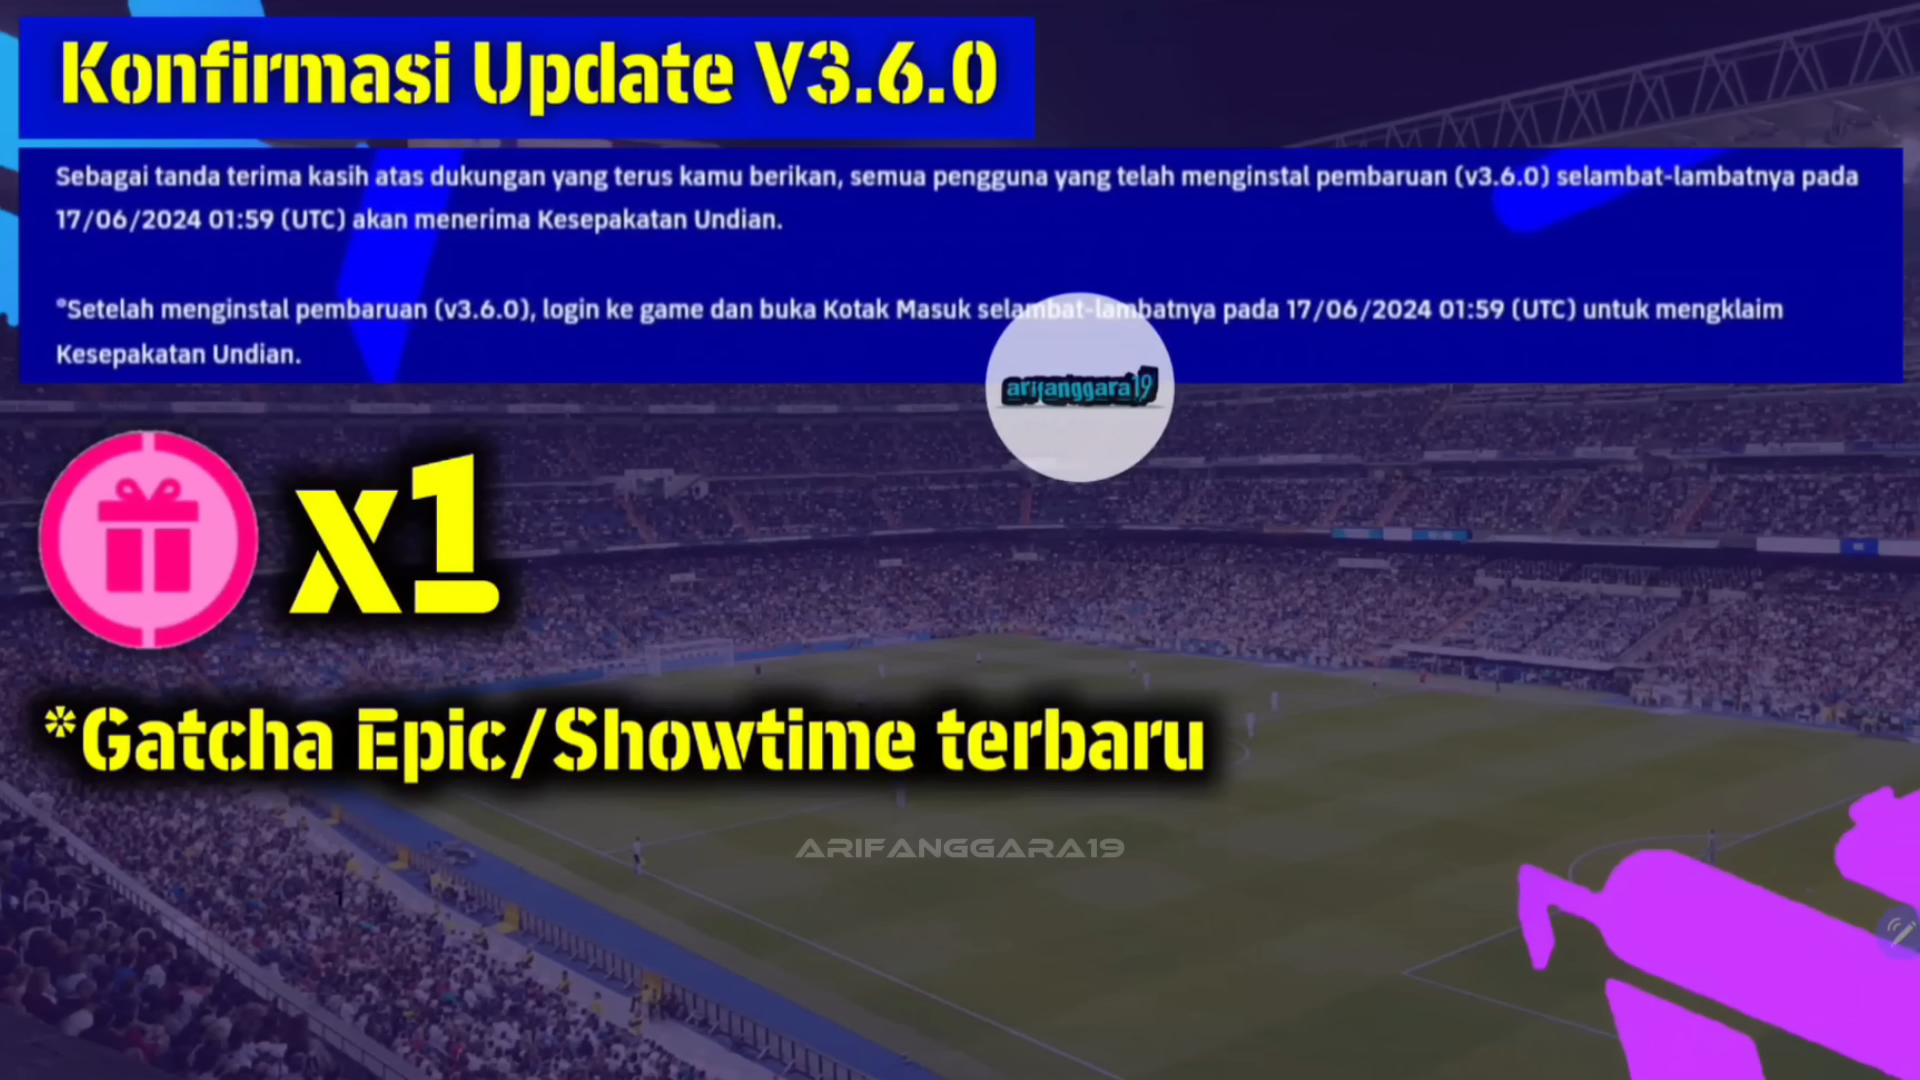 Konfirmasi Update V3.6.0
Sebagai tanda terima kasih atas dukungan yang terus kamu berikan, semua pengguna yang telah menginstal pembaruan (v3.6.0) selambat-lambatnya pada
17/06/2024 01:59 (UTC) akan menerima Kesepakatan Undian.
*Setelah menginstal pembaruan (v3.6.0), login ke game dan buka Kotak Masuk selambat-lambatnya pada 17/06/2024 01:59 (UTC) untuk mengklaim
Kesepakatan Undian.
arifanggara19
x1
*Gatcha Epic/Showtime terbaru
ARIFANGGARA19